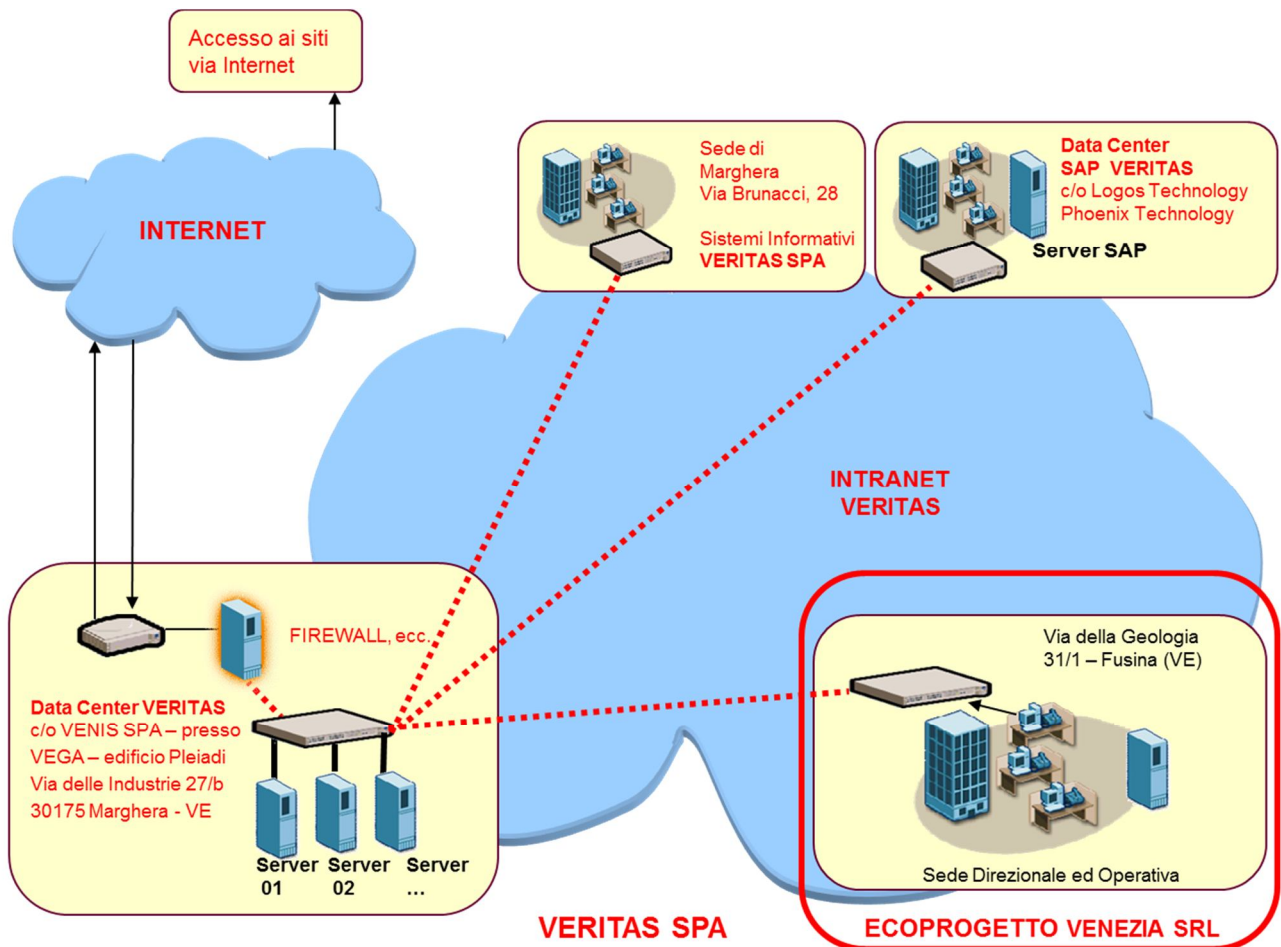 Accesso ai siti
via Internet
INTERNET
Sede di
Marghera
Via Brunacci, 28
Sistemi Informativi
VERITAS SPA
Data Center
SAP VERITAS
c/o Logos Technology
Phoenix Technology
Server SAP
INTRANET
VERITAS
FIREWALL, ecc.
Data Center VERITAS
c/o VENIS SPA – presso
VEGA – edificio Pleiadi
Via delle Industrie 27/b
30175 Marghera - VE
Server
01
Server
02
Server
...
Via della Geologia
31/1 – Fusina (VE)
Sede Direzionale ed Operativa
VERITAS SPA
ECOPROGETTO VENEZIA SRL